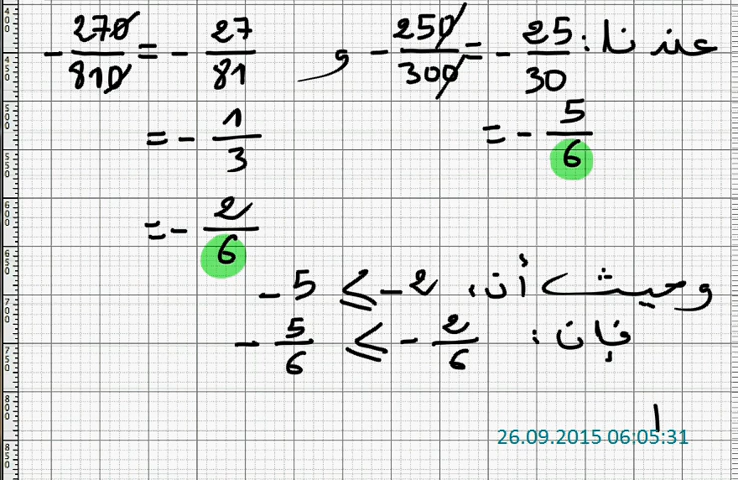 عندنا: -250/300 = -25/30 و -270/810 = -27/81
= -5/6
= -1/3
= -2/6
وحيث أن: -5 ≤ -2
فإن: -5/6 ≤ -2/6
26.09.2015 06:05:31